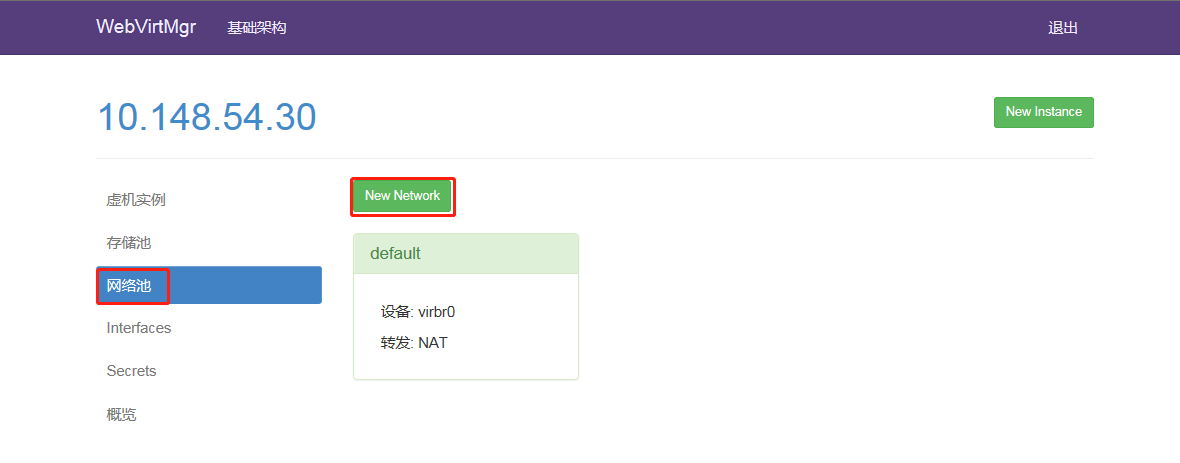 WebVirtMgr 基础架构 退出
10.148.54.30
New Instance
虚机实例
存储池
网络池
Interfaces
Secrets
概览
New Network
default
设备: virbr0
转发: NAT